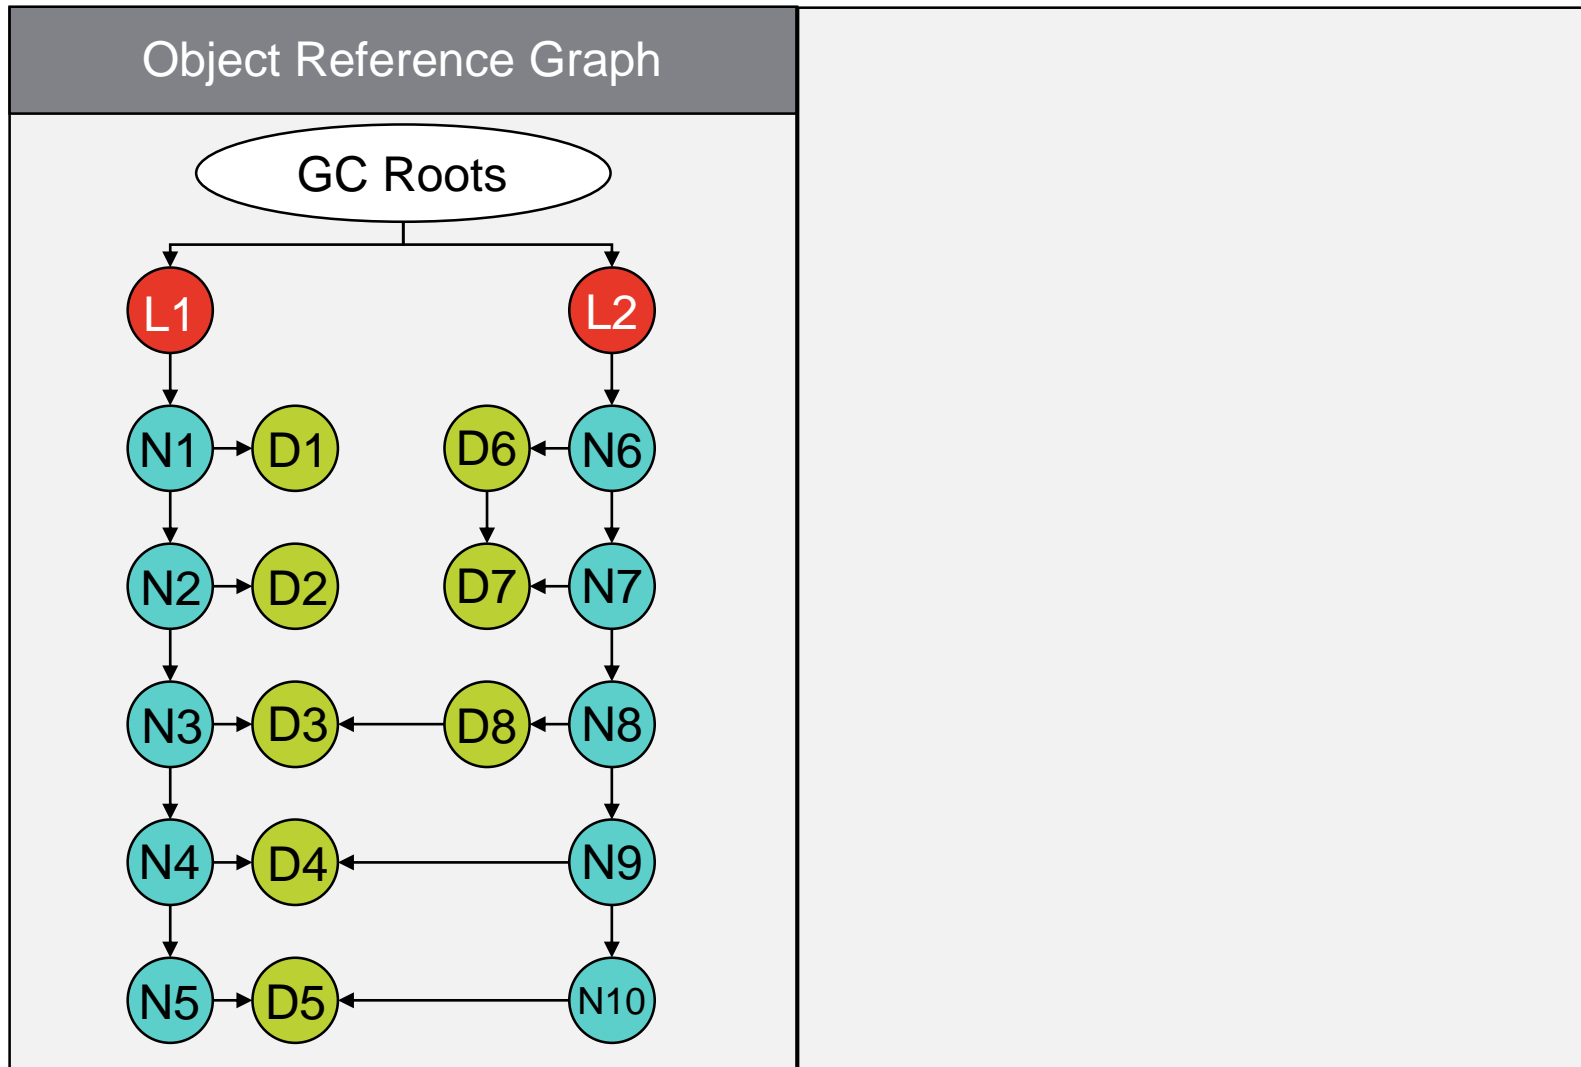 Object Reference Graph
GC Roots
L1 L2
N1 D1 D6 N6
N2 D2 D7 N7
N3 D3 D8 N8
N4 D4 N9
N5 D5 N10